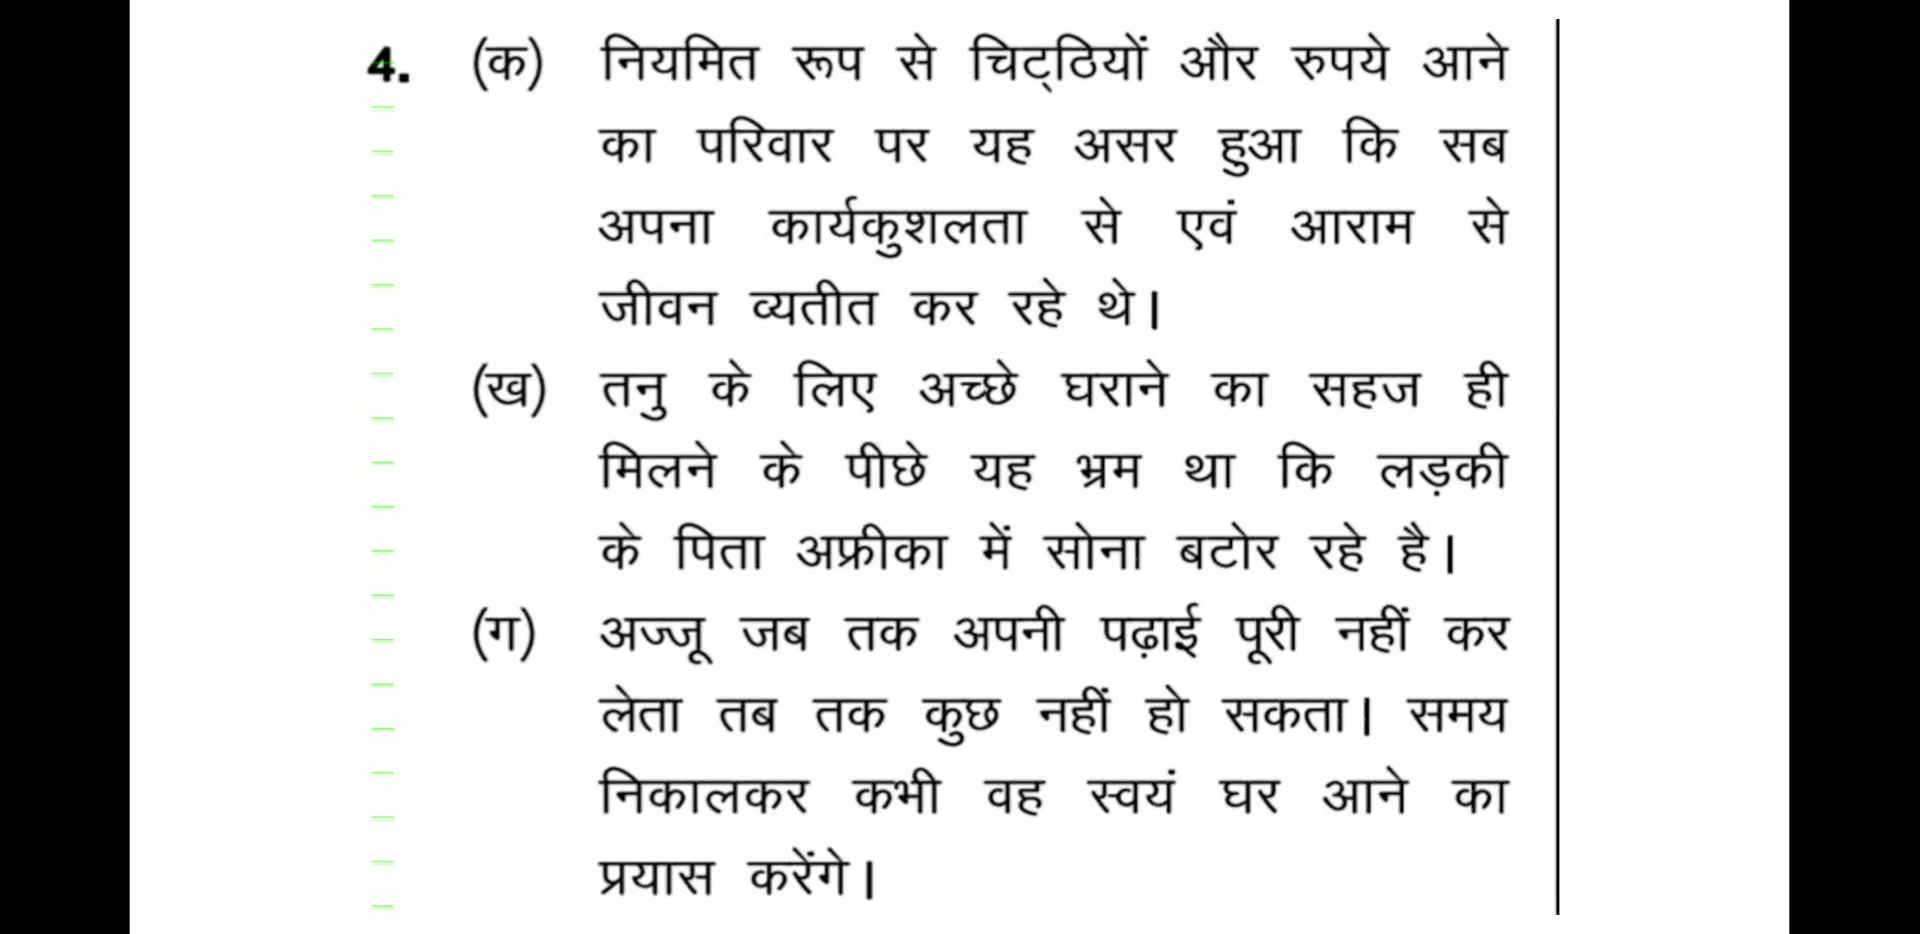 4. (क) नियमित रूप से चिट्ठियों और रुपये आने
का परिवार पर यह असर हुआ कि सब
अपना कार्यकुशलता से एवं आराम से
जीवन व्यतीत कर रहे थे।
(ख) तनु के लिए अच्छे घराने का सहज ही
मिलने के पीछे यह भ्रम था कि लड़की
के पिता अफ्रीका में सोना बटोर रहे है।
(ग) अज्जू जब तक अपनी पढ़ाई पूरी नहीं कर
लेता तब तक कुछ नहीं हो सकता। समय
निकालकर कभी वह स्वयं घर आने का
प्रयास करेंगे।